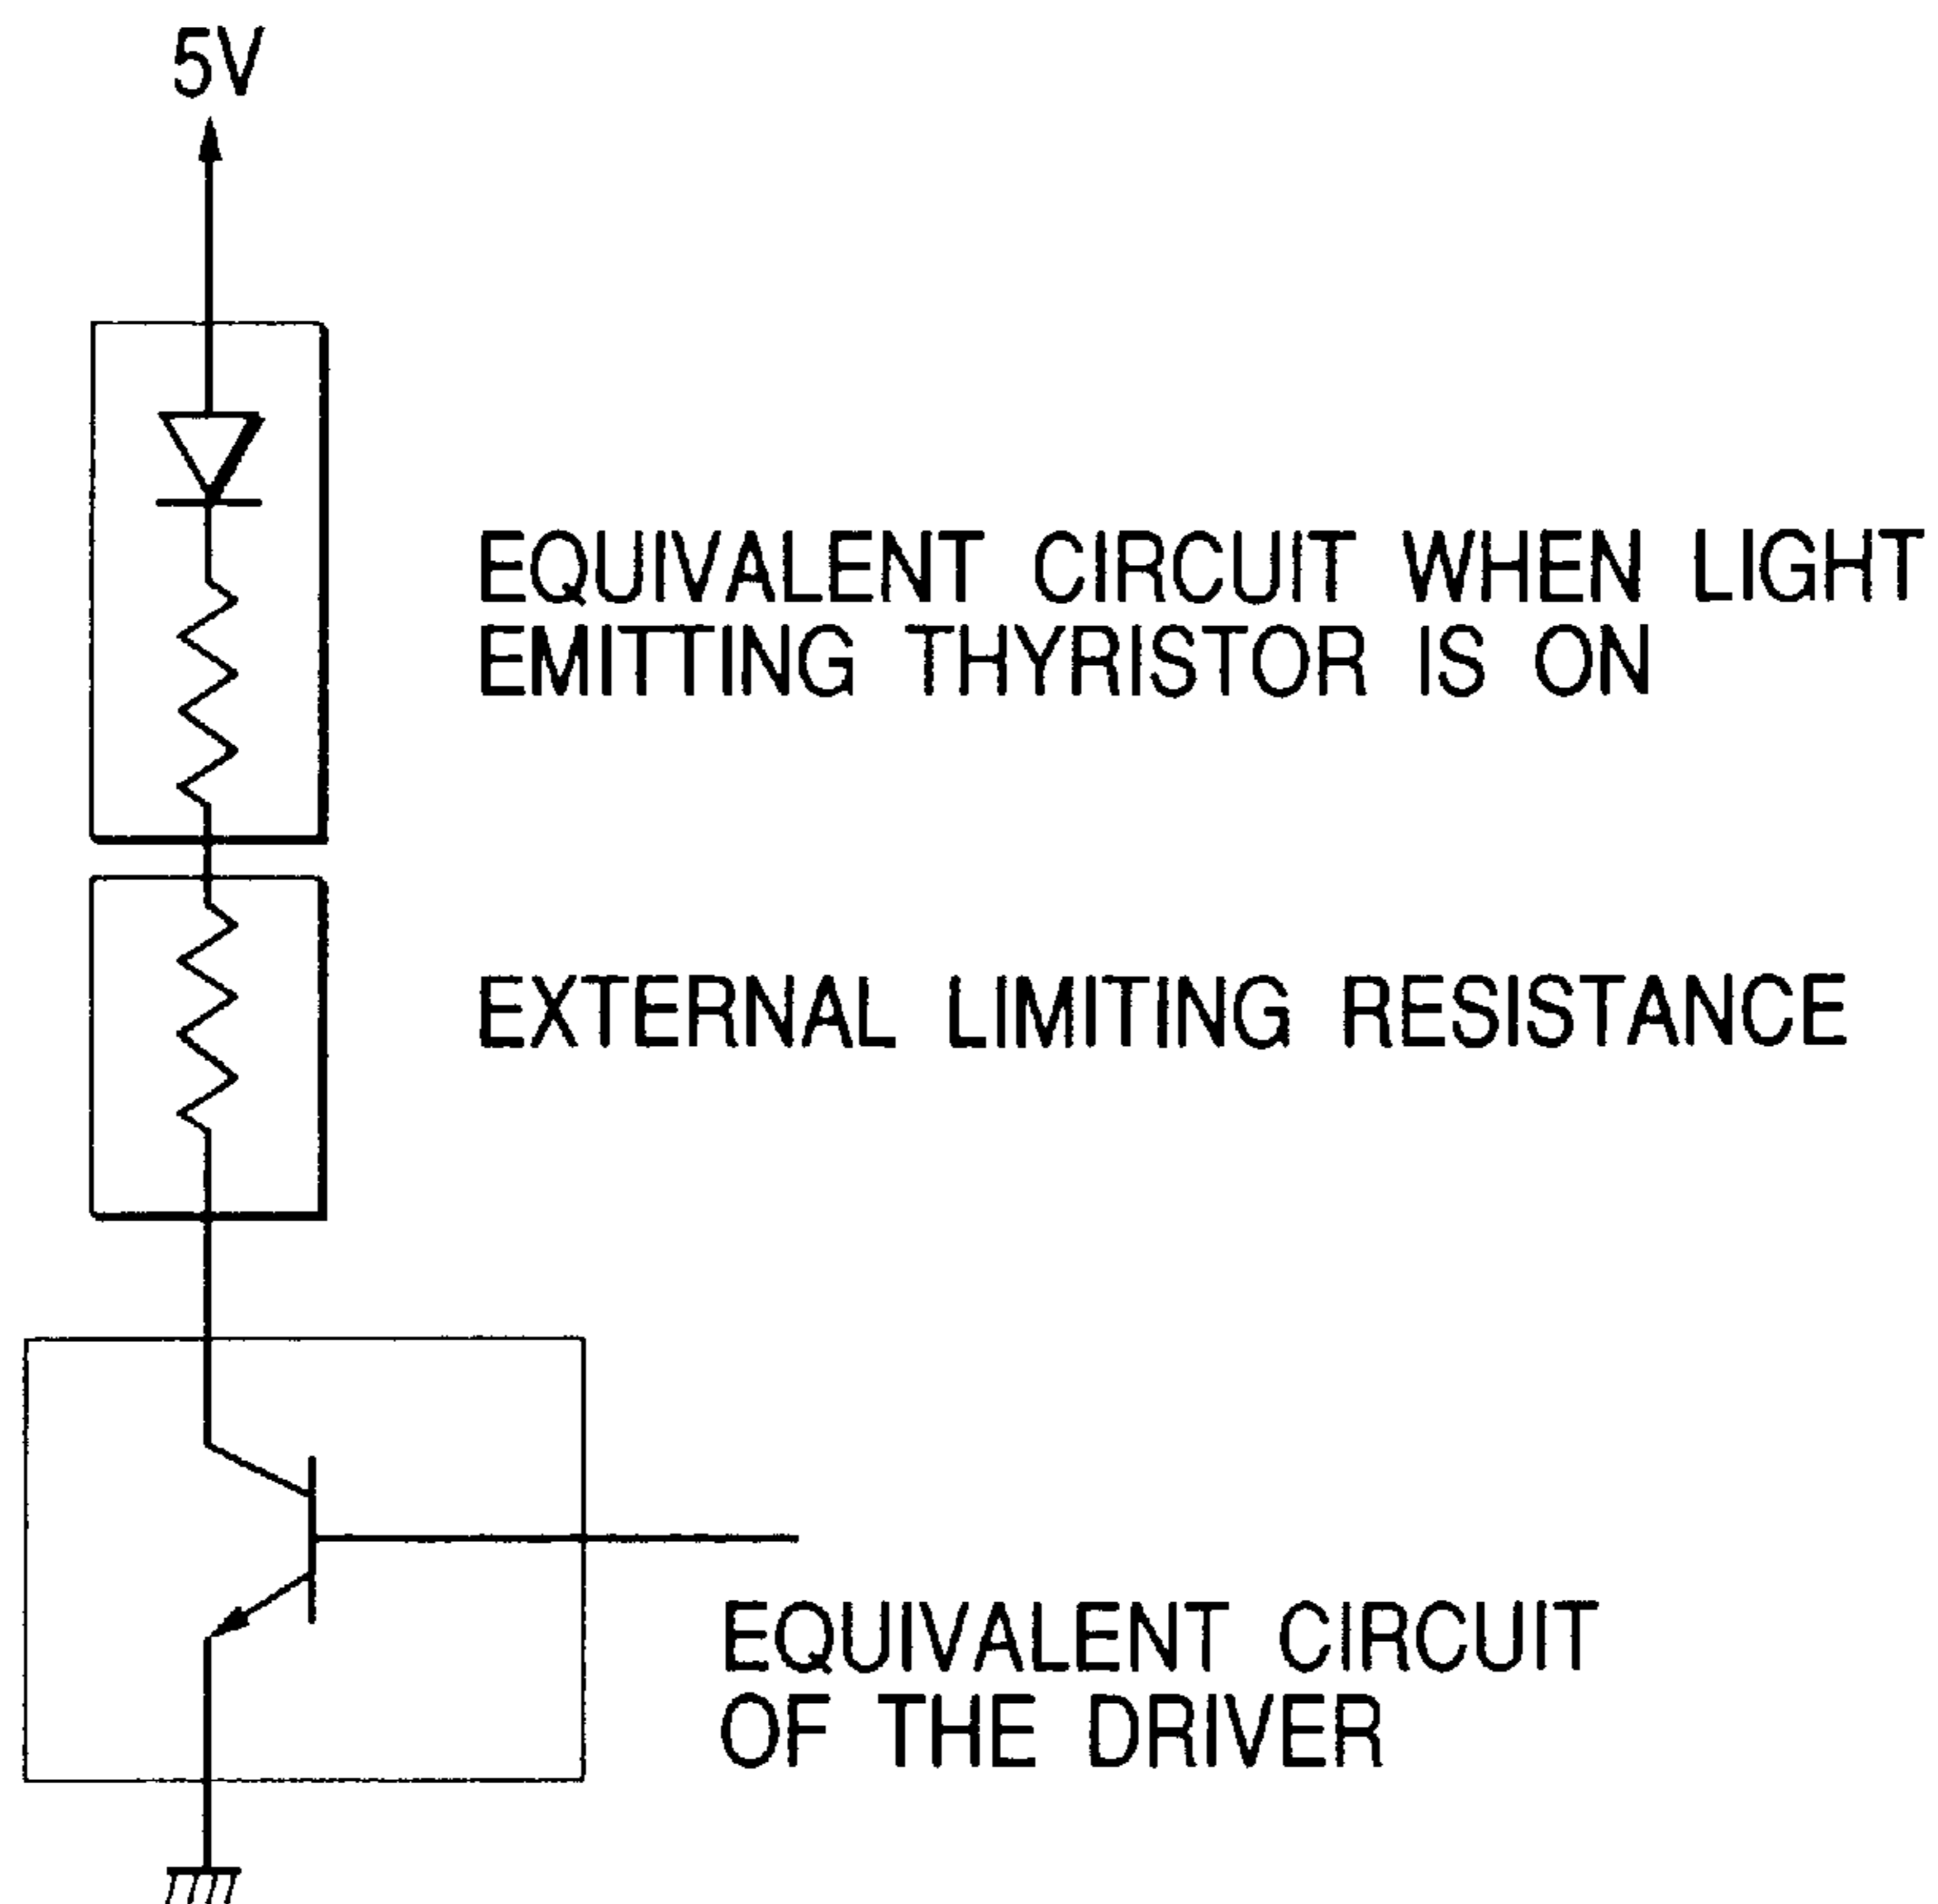 5V
EQUIVALENT CIRCUIT WHEN LIGHT
EMITTING THYRISTOR IS ON
EXTERNAL LIMITING RESISTANCE
EQUIVALENT CIRCUIT
OF THE DRIVER